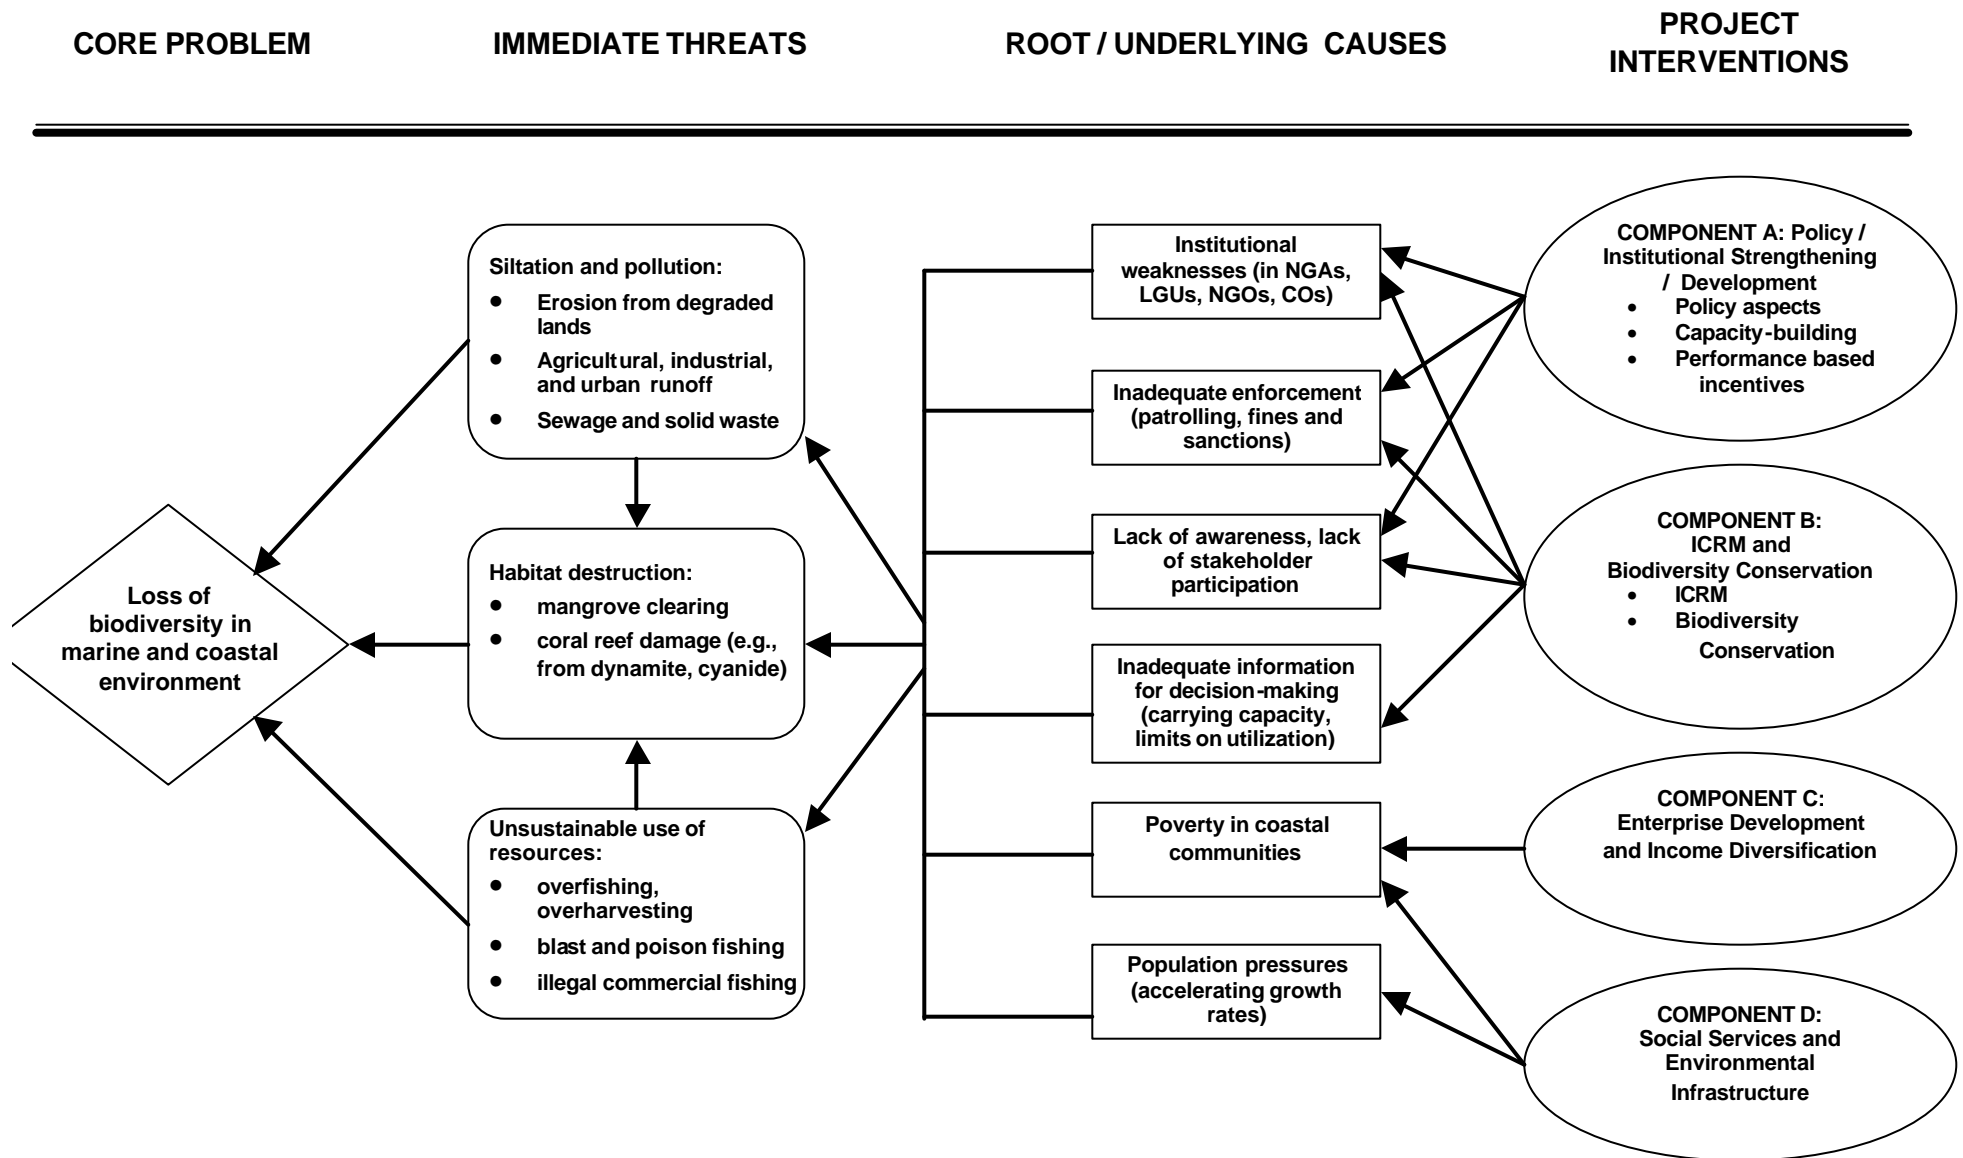 CORE PROBLEM
IMMEDIATE THREATS
ROOT / UNDERLYING CAUSES
PROJECT
INTERVENTIONS
Loss of
biodiversity in
marine and coastal
environment
Siltation and pollution:
• Erosion from degraded
lands
• Agricultural, industrial,
and urban runoff
• Sewage and solid waste
Habitat destruction:
• mangrove clearing
• coral reef damage (e.g.,
from dynamite, cyanide)
Unsustainable use of
resources:
• overfishing,
overharvesting
• blast and poison fishing
• illegal commercial fishing
Institutional
weaknesses (in NGAs,
LGUs, NGOs, COs)
Inadequate enforcement
(patrolling, fines and
sanctions)
Lack of awareness, lack
of stakeholder
participation
Inadequate information
for decision-making
(carrying capacity,
limits on utilization)
Poverty in coastal
communities
Population pressures
(accelerating growth
rates)
COMPONENT A: Policy /
Institutional Strengthening
/ Development
• Policy aspects
• Capacity-building
• Performance based
incentives
COMPONENT B:
ICRM and
Biodiversity Conservation
• ICRM
• Biodiversity
Conservation
COMPONENT C:
Enterprise Development
and Income Diversification
COMPONENT D:
Social Services and
Environmental
Infrastructure